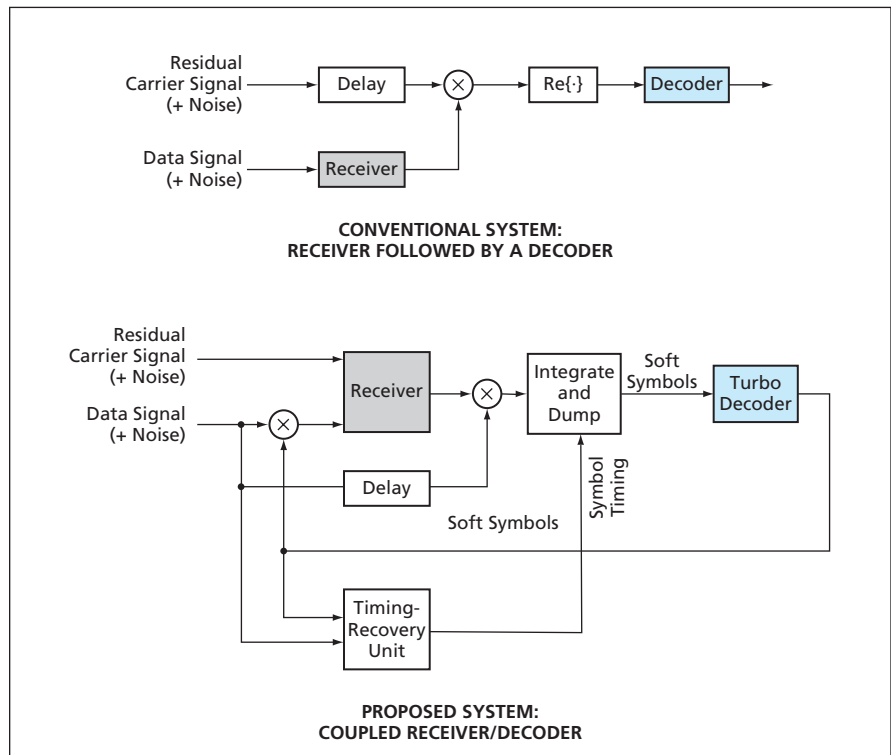 Residual
Carrier Signal
(+ Noise)
Delay
×
Re{·}
Decoder
Data Signal
(+ Noise)
Receiver
CONVENTIONAL SYSTEM:
RECEIVER FOLLOWED BY A DECODER
Residual
Carrier Signal
(+ Noise)
Data Signal
(+ Noise)
×
Receiver
×
Integrate
and
Dump
Soft
Symbols
Turbo
Decoder
Delay
Soft Symbols
Symbol
Timing
Timing-
Recovery
Unit
PROPOSED SYSTEM:
COUPLED RECEIVER/DECODER